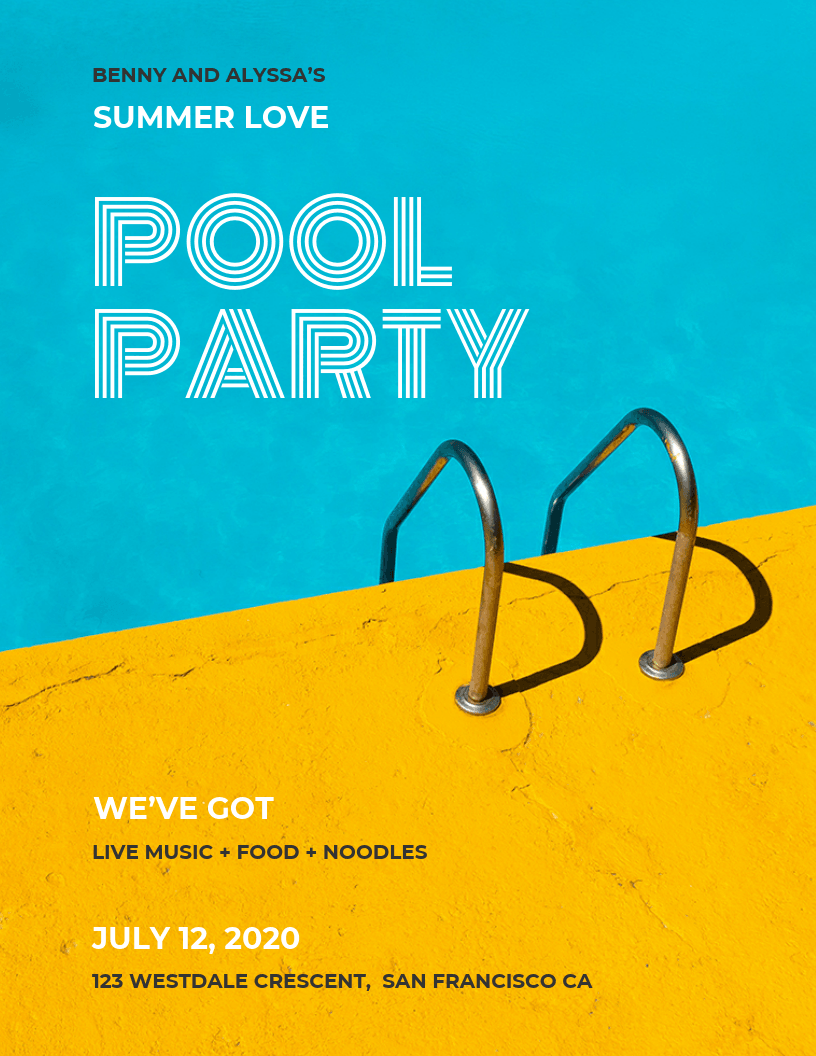 BENNY AND ALYSSA’S
SUMMER LOVE
POOL
PARTY
WE’VE GOT
LIVE MUSIC + FOOD + NOODLES
JULY 12, 2020
123 WESTDALE CRESCENT,  SAN FRANCISCO CA